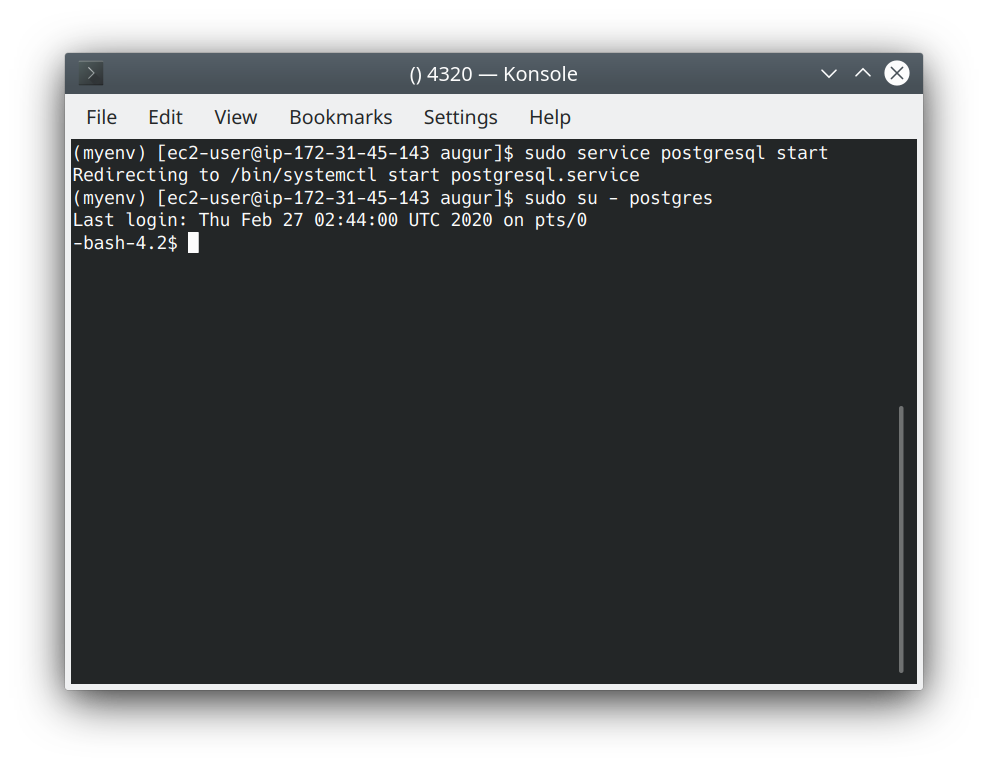 () 4320 — Konsole
File Edit View Bookmarks Settings Help
(myenv) [ec2-user@ip-172-31-45-143 augur]$ sudo service postgresql start
Redirecting to /bin/systemctl start postgresql.service
(myenv) [ec2-user@ip-172-31-45-143 augur]$ sudo su - postgres
Last login: Thu Feb 27 02:44:00 UTC 2020 on pts/0
-bash-4.2$